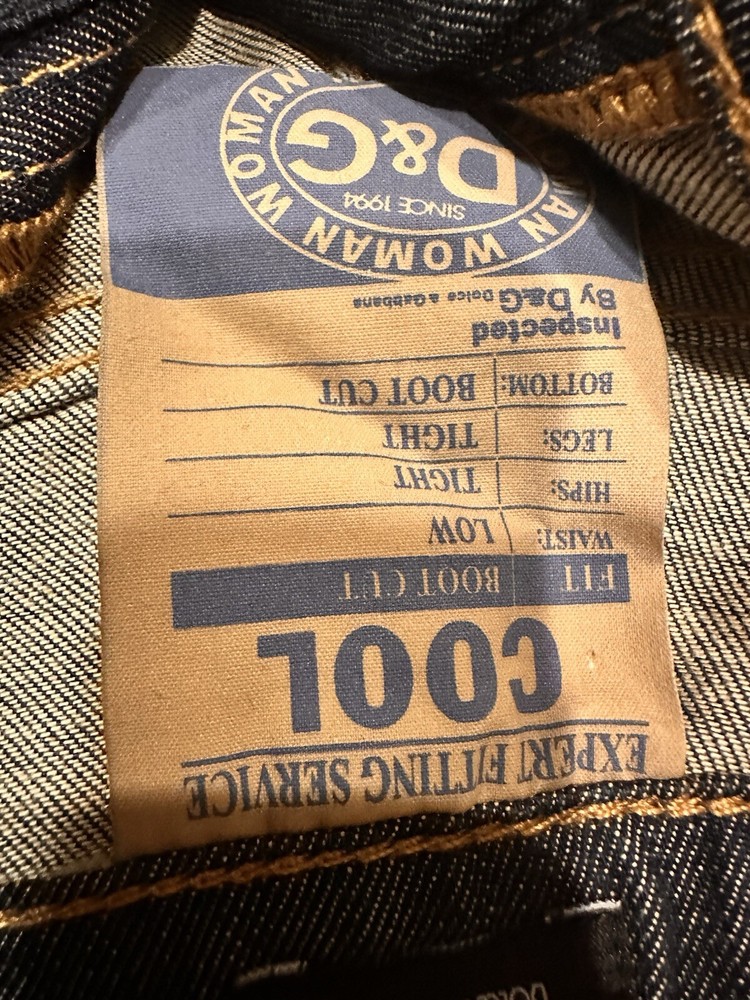 EXPERT FITTING SERVICE
COOL
FIT BOOT CUT
WAIST: LOW
HIPS: TIGHT
LEGS: TIGHT
BOTTOM: BOOT CUT
Inspected
By D&G Dolce & Gabbana
WOMAN WOMAN WOMAN
SINCE 1994
D&G